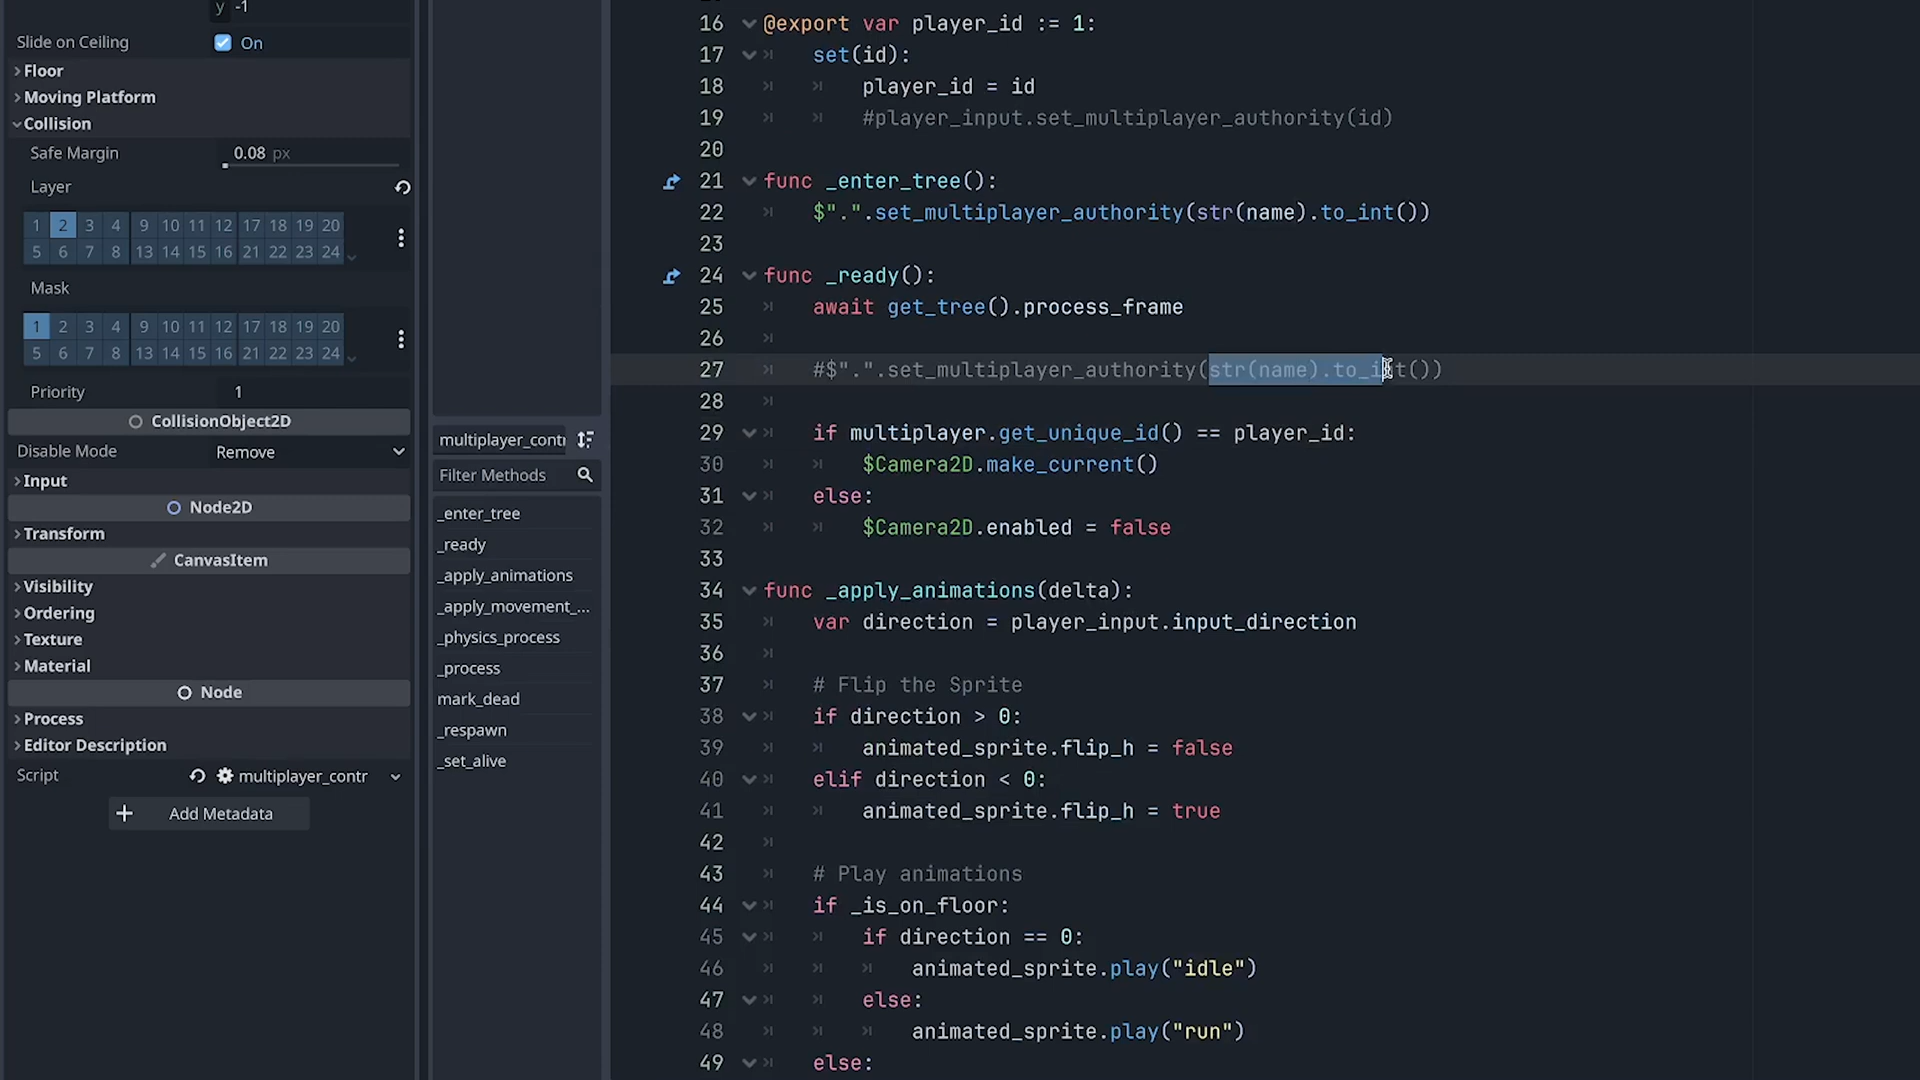 y -1
Slide on Ceiling On
Floor
Moving Platform
Collision
Safe Margin 0.08 px
Layer
1 2 3 4 9 10 11 12 17 18 19 20
5 6 7 8 13 14 15 16 21 22 23 24
Mask
1 2 3 4 9 10 11 12 17 18 19 20
5 6 7 8 13 14 15 16 21 22 23 24
Priority 1
CollisionObject2D
Disable Mode Remove
Input
Node2D
Transform
CanvasItem
Visibility
Ordering
Texture
Material
Node
Process
Editor Description
Script multiplayer_contr
Add Metadata
multiplayer_contr
Filter Methods
_enter_tree
_ready
_apply_animations
_apply_movement_...
_physics_process
_process
mark_dead
_respawn
_set_alive
16 @export var player_id := 1:
17 set(id):
18 player_id = id
19 #player_input.set_multiplayer_authority(id)
20
21 func _enter_tree():
22 $".".set_multiplayer_authority(str(name).to_int())
23
24 func _ready():
25 await get_tree().process_frame
26
27 #$".".set_multiplayer_authority(str(name).to_int())
28
29 if multiplayer.get_unique_id() == player_id:
30 $Camera2D.make_current()
31 else:
32 $Camera2D.enabled = false
33
34 func _apply_animations(delta):
35 var direction = player_input.input_direction
36
37 # Flip the Sprite
38 if direction > 0:
39 animated_sprite.flip_h = false
40 elif direction < 0:
41 animated_sprite.flip_h = true
42
43 # Play animations
44 if _is_on_floor:
45 if direction == 0:
46 animated_sprite.play("idle")
47 else:
48 animated_sprite.play("run")
49 else: